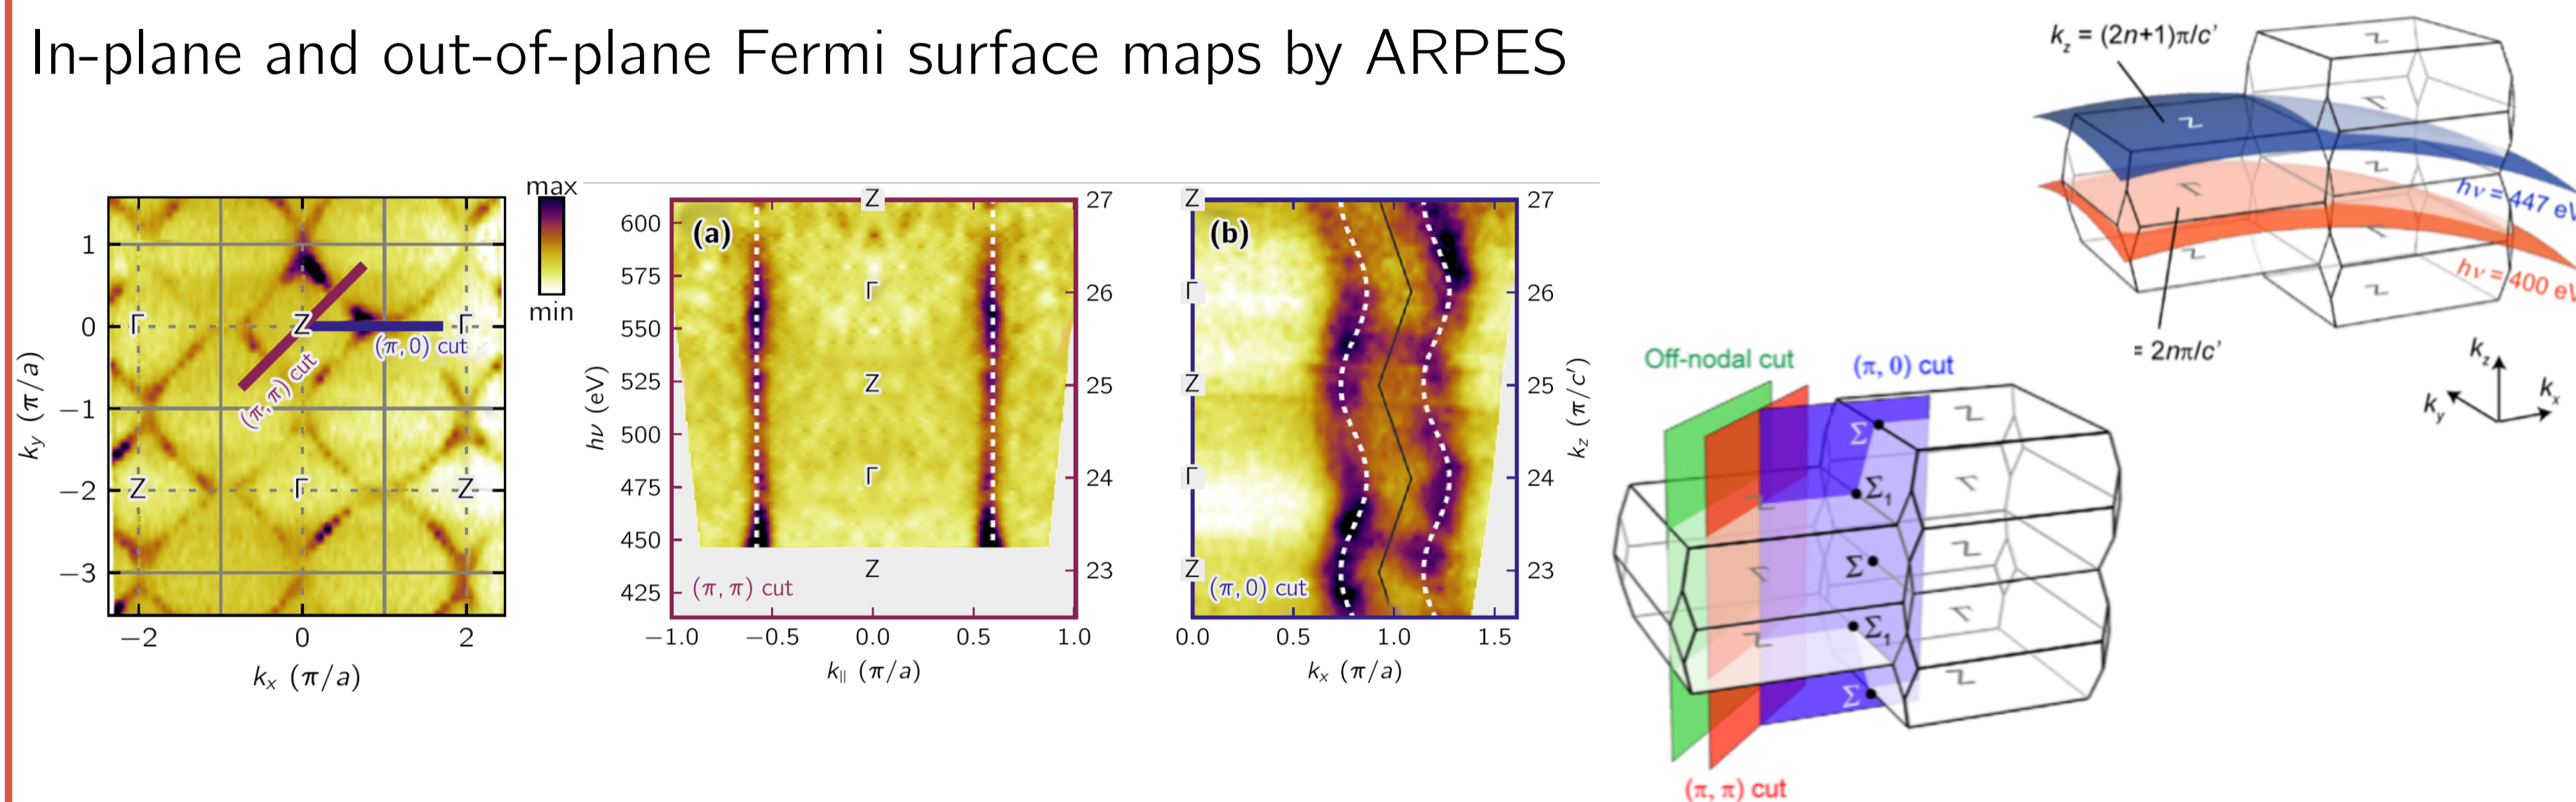 In-plane and out-of-plane Fermi surface maps by ARPES
k_y (π/a)
1
0
−1
−2
−3
Γ
Z
Γ
(π,0) cut
(π,π) cut
Z
Γ
Z
−2
0
2
k_x (π/a)
max
min
hν (eV)
600
575
550
525
500
475
450
425
(a)
Z
Γ
Z
Γ
Z
(π,π) cut
27
26
25
24
23
−1.0
−0.5
0.0
0.5
1.0
k_∥ (π/a)
Z
Γ
Z
Γ
Z
(b)
(π,0) cut
27
26
25
24
23
k_z (π/c′)
0.0
0.5
1.0
1.5
k_x (π/a)
k_z = (2n+1)π/c'
Z
Γ
Z
Γ
Z
Γ
Z
Γ
Z
hν = 447 eV
hν = 400 eV
= 2mπ/c'
k_z
k_y
k_x
Off-nodal cut
(π, 0) cut
Σ
Σ₁
Σ
Σ₁
Σ
Z
Γ
Z
Z
Γ
Z
Γ
Z
(π, π) cut